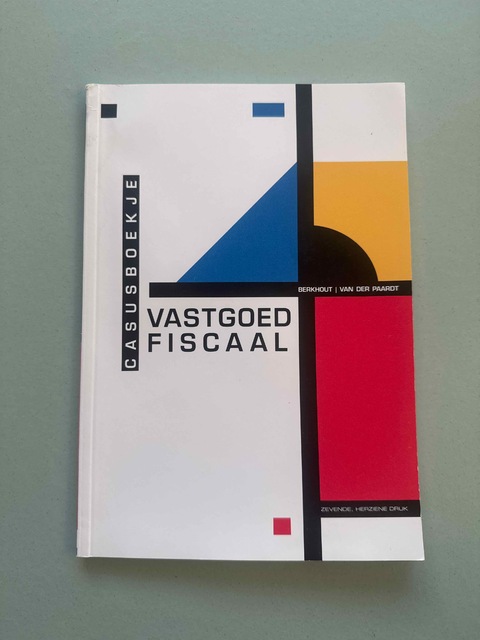 CASUSBOEKJE
BERKHOUT | VAN DER PAARDT
VASTGOED
FISCAAL
ZEVENDE, HERZIENE DRUK